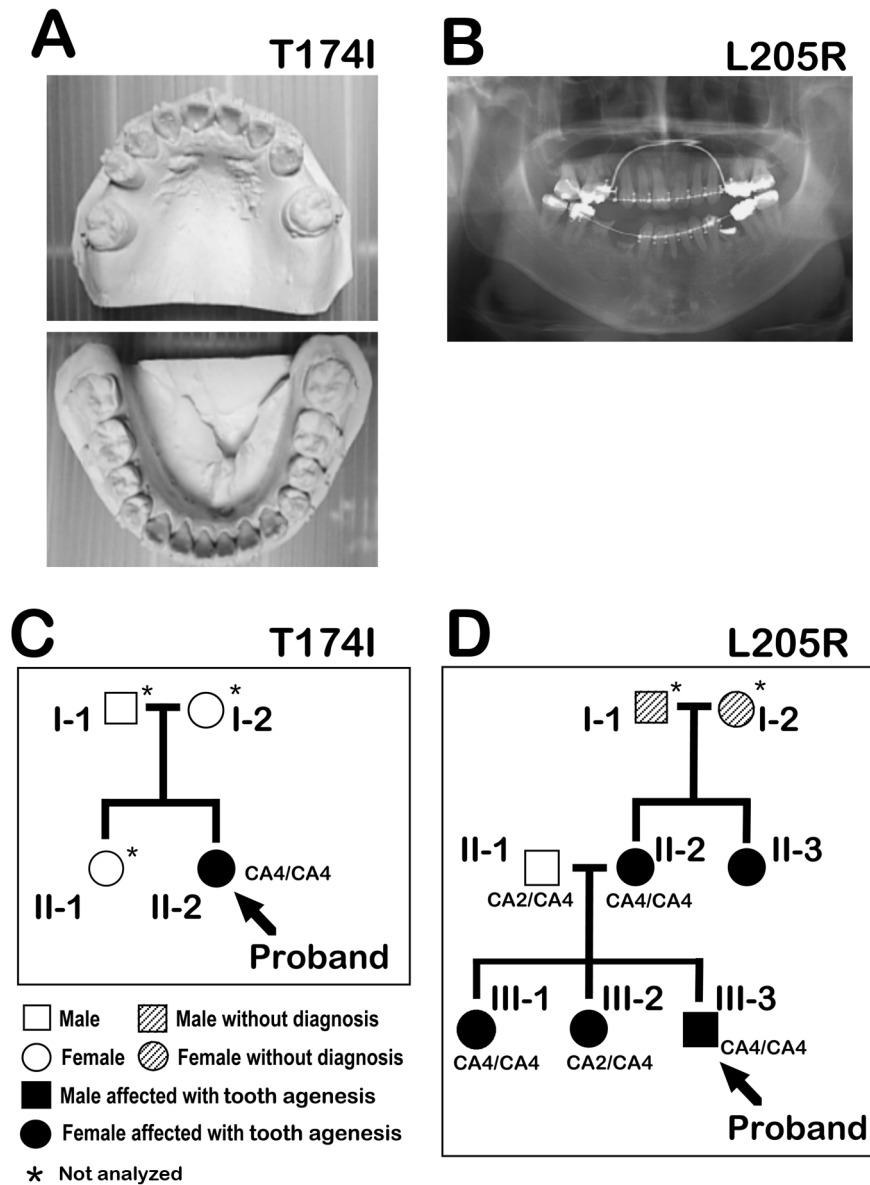 A
T174I
B
L205R
C
T174I
I-1
*
*
I-2
II-1
*
II-2
CA4/CA4
Proband
D
L205R
I-1
*
*
I-2
II-1
CA2/CA4
II-2
CA4/CA4
II-3
III-1
CA4/CA4
III-2
CA2/CA4
III-3
CA4/CA4
Proband
Male
Male without diagnosis
Female
Female without diagnosis
Male affected with tooth agenesis
Female affected with tooth agenesis
* Not analyzed